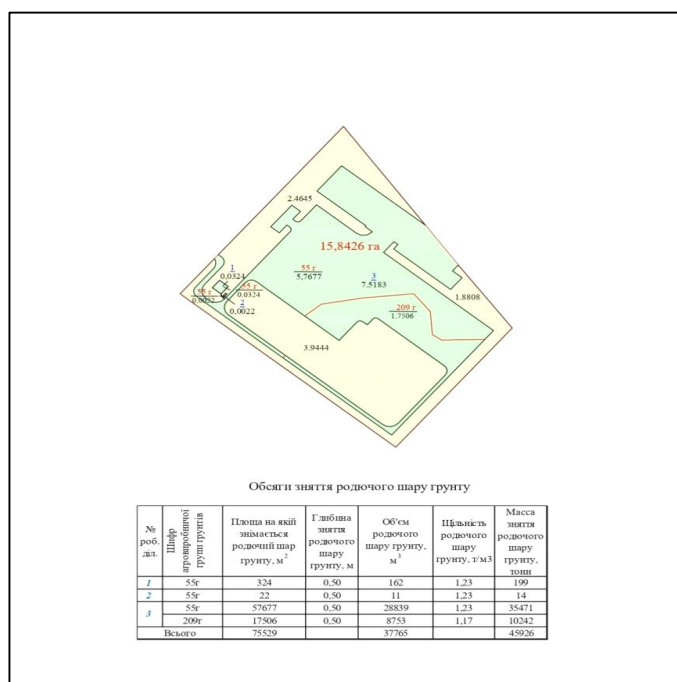 2.4645
15,8426 га
1
0,0324
55 г
5,7677
3
7.5183
55 г
0,0022
55 г
0,0324
2
0,0022
209 г
1,7506
1.8808
3.9444
Обсяги зняття родючого шару грунту
№ роб. діл.
Шифр агровиробничої групи грунтів
Площа на якій знімається родючий шар грунту, м2
Глибина зняття родючого шару грунту, м
Об'єм родючого шару грунту, м3
Щільність родючого шару грунту, т/м3
Масса зняття родючого шару грунту, тонн
1 55г 324 0,50 162 1,23 199
2 55г 22 0,50 11 1,23 14
3 55г 57677 0,50 28839 1,23 35471
209г 17506 0,50 8753 1,17 10242
Всього 75529 37765 45926